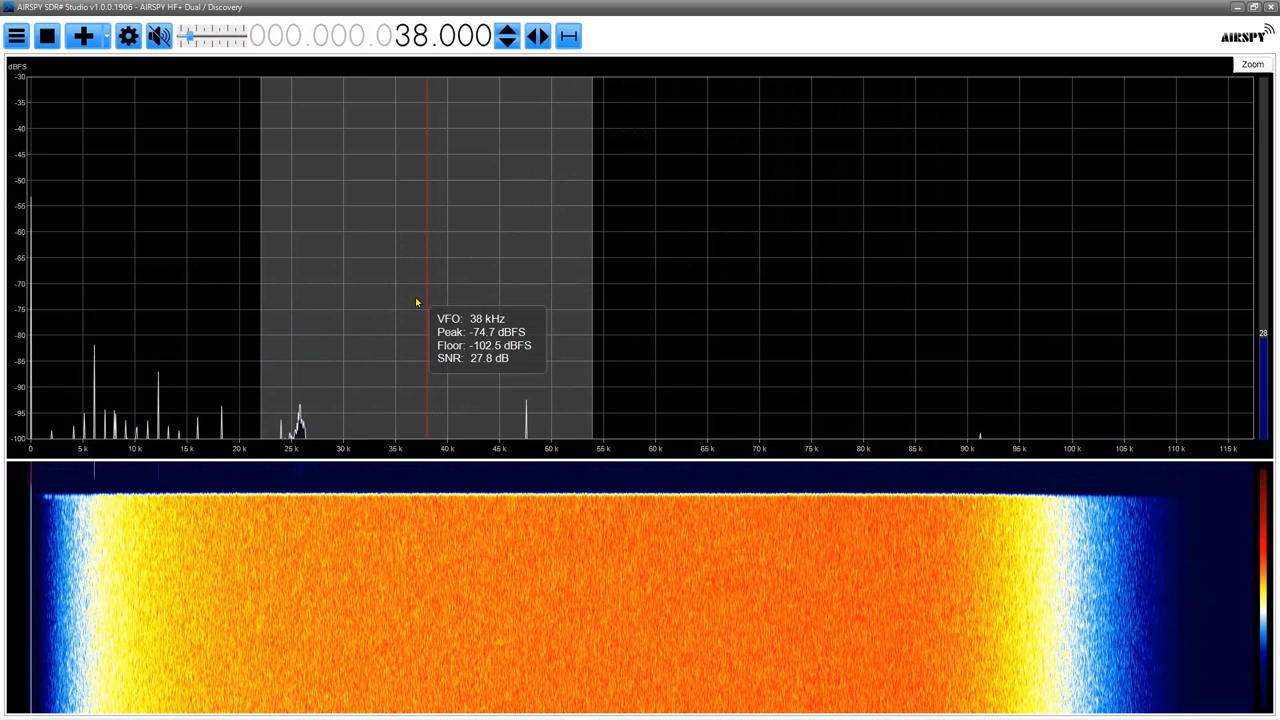 AIRSPY SDR# Studio v1.0.0.1906 - AIRSPY HF+ Dual / Discovery
000.000.038.000
AIRSPY
dBFS
Zoom
-30
-35
-40
-45
-50
-55
-60
-65
-70
-75
-80
-85
-90
-95
-100
VFO: 38 kHz
Peak: -74.7 dBFS
Floor: -102.5 dBFS
SNR: 27.8 dB
28
0 5 k 10 k 15 k 20 k 25 k 30 k 35 k 40 k 45 k 50 k 55 k 60 k 65 k 70 k 75 k 80 k 85 k 90 k 95 k 100 k 105 k 110 k 115 k